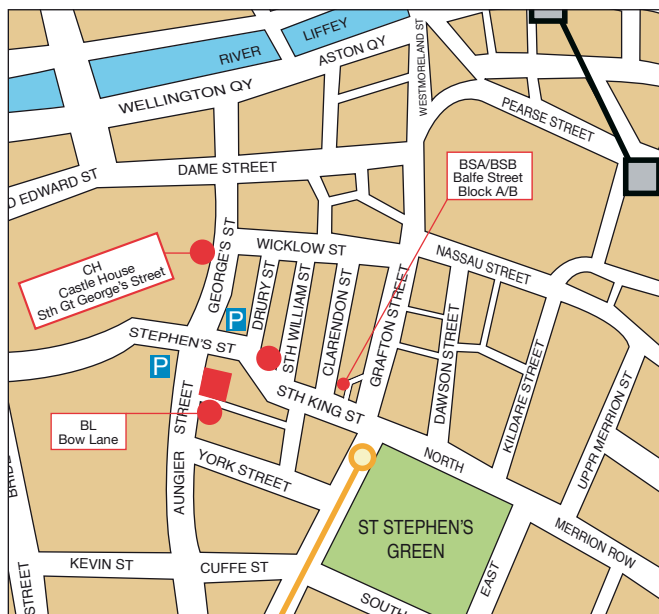 LIFFEY
RIVER
ASTON QY
WELLINGTON QY
WESTMORELAND ST
PEARSE STREET
DAME STREET
D EDWARD ST
BSA/BSB
Balfe Street
Block A/B
CH
Castle House
Sth Gt George's Street
GEORGE'S ST
WICKLOW ST
NASSAU STREET
DRURY ST
STH WILLIAM ST
CLARENDON ST
GRAFTON STREET
DAWSON STREET
KILDARE STREET
UPPR MERRION ST
P
STEPHEN'S ST
P
STH KING ST
BL
Bow Lane
AUNGIER STREET
YORK STREET
NORTH
MERRION ROW
ST STEPHEN'S
GREEN
EAST
SOUTH
KEVIN ST
CUFFE ST
STREET